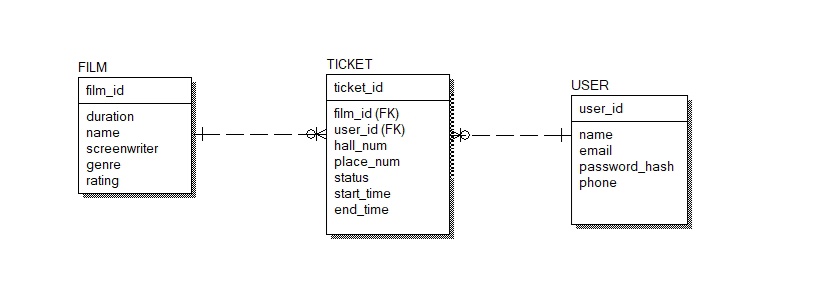 FILM
film_id
duration
name
screenwriter
genre
rating
TICKET
ticket_id
film_id (FK)
user_id (FK)
hall_num
place_num
status
start_time
end_time
USER
user_id
name
email
password_hash
phone